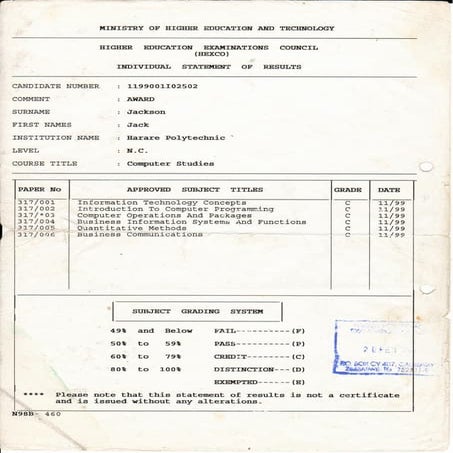 MINISTRY OF HIGHER EDUCATION AND TECHNOLOGY
HIGHER EDUCATION EXAMINATIONS COUNCIL
(HEXCO)
INDIVIDUAL STATEMENT OF RESULTS
CANDIDATE NUMBER : 1199001I02502
COMMENT : AWARD
SURNAME : Jackson
FIRST NAMES : Jack
INSTITUTION NAME : Harare Polytechnic
LEVEL : N.C.
COURSE TITLE : Computer Studies
PAPER No APPROVED SUBJECT TITLES GRADE DATE
317/001 Information Technology Concepts C 11/99
317/002 Introduction To Computer Programming C 11/99
317/*03 Computer Operations And Packages C 11/99
317/004 Business Information Systems And Functions C 11/99
317/005 Quantitative Methods C 11/99
317/006 Business Communications C 11/99
SUBJECT GRADING SYSTEM
49% and Below FAIL----------(F)
50% to 59% PASS----------(P)
60% to 79% CREDIT--------(C)
80% to 100% DISTINCTION---(D)
EXEMPTED------(E)
**** Please note that this statement of results is not a certificate
and is issued without any alterations.
N98B- 460